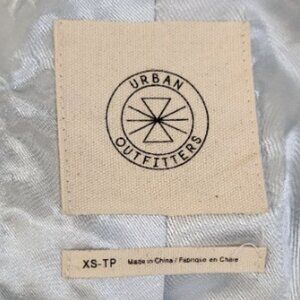 URBAN
OUTFITTERS
XS-TP Made in China / Fabriqué en Chine